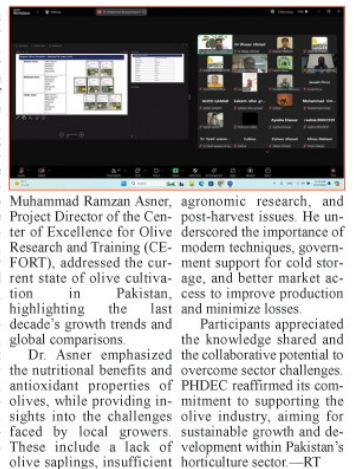 Muhammad Ramzan Asner,
Project Director of the Cen-
ter of Excellence for Olive
Research and Training (CE-
FORT), addressed the cur-
rent state of olive cultiva-
tion in Pakistan,
highlighting the last
decade's growth trends and
global comparisons.
Dr. Asner emphasized
the nutritional benefits and
antioxidant properties of
olives, while providing in-
sights into the challenges
faced by local growers.
These include a lack of
olive saplings, insufficient
agronomic research, and
post-harvest issues. He un-
derscored the importance of
modern techniques, govern-
ment support for cold stor-
age, and better market ac-
cess to improve production
and minimize losses.
Participants appreciated
the knowledge shared and
the collaborative potential to
overcome sector challenges.
PHDEC reaffirmed its com-
mitment to supporting the
olive industry, aiming for
sustainable growth and de-
velopment within Pakistan's
horticulture sector.—RT